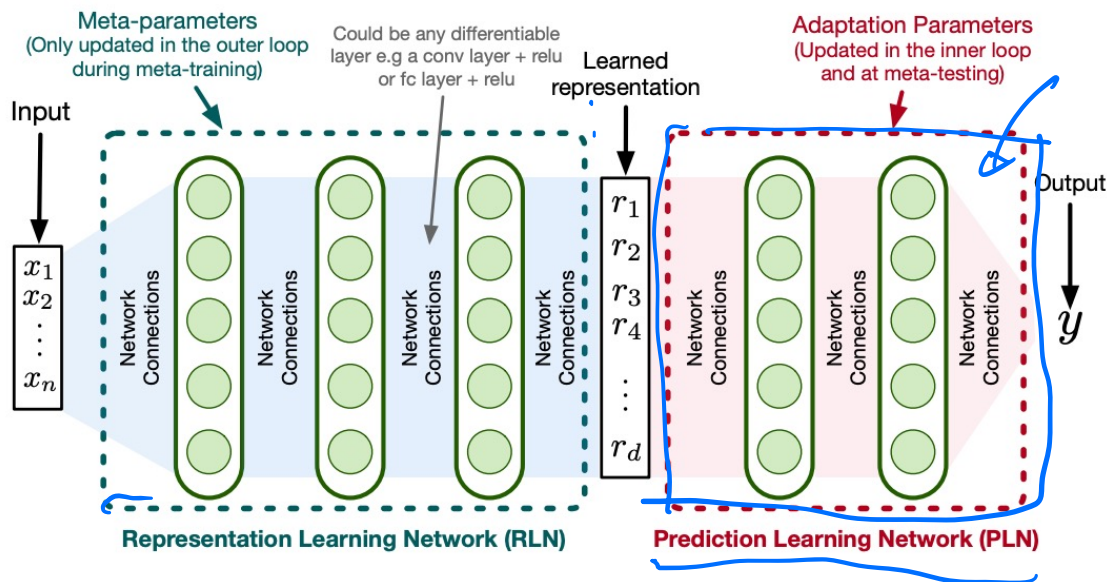 Meta-parameters
(Only updated in the outer loop
during meta-training)
Could be any differentiable
layer e.g a conv layer + relu
or fc layer + relu
Learned
representation
Adaptation Parameters
(Updated in the inner loop
and at meta-testing)
Input
Output
x₁
x₂
⋮
xₙ
Network
Connections
Network
Connections
Network
Connections
Network
Connections
r₁
r₂
r₃
r₄
⋮
r_d
Network
Connections
Network
Connections
Network
Connections
y
Representation Learning Network (RLN)
Prediction Learning Network (PLN)